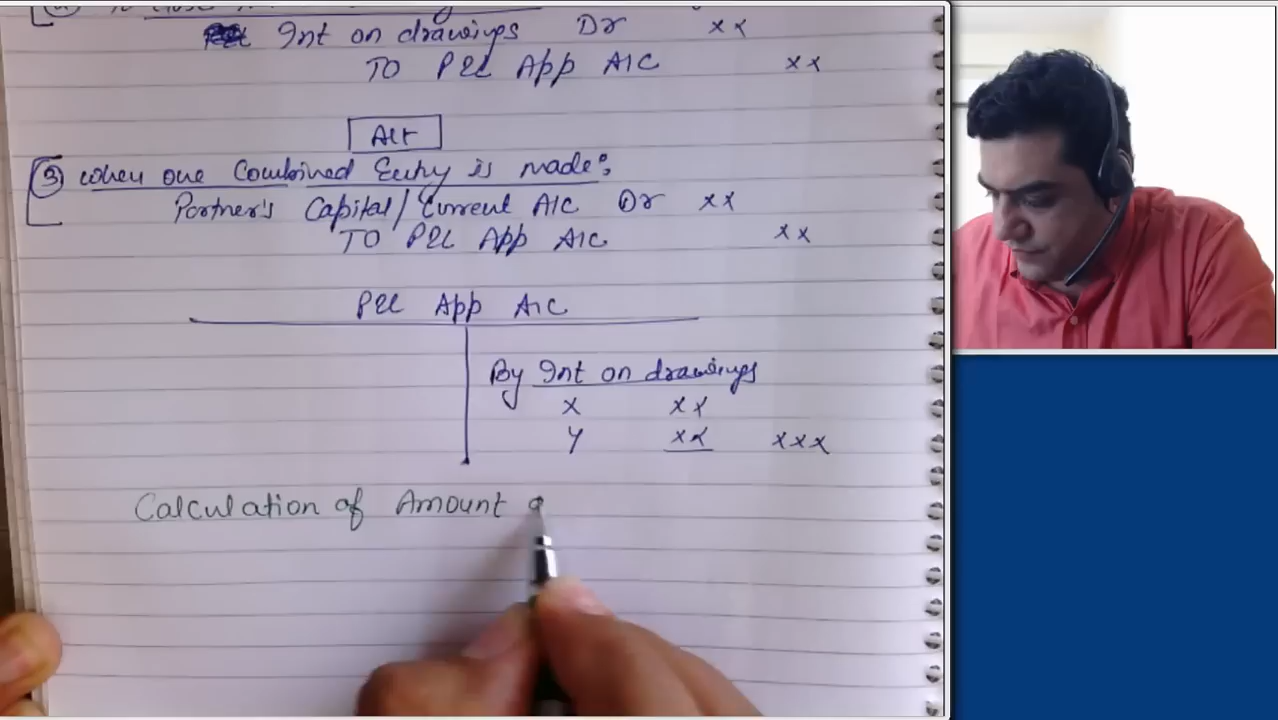 Int on drawings Dr xx
TO P&L App A/C xx
Alt
③ when one Combined Entry is made:
Partner's Capital/Current A/C Dr xx
TO P&L App A/C xx
P&L App A/C
By Int on drawings
X xx
Y xx xxx
Calculation of Amount o